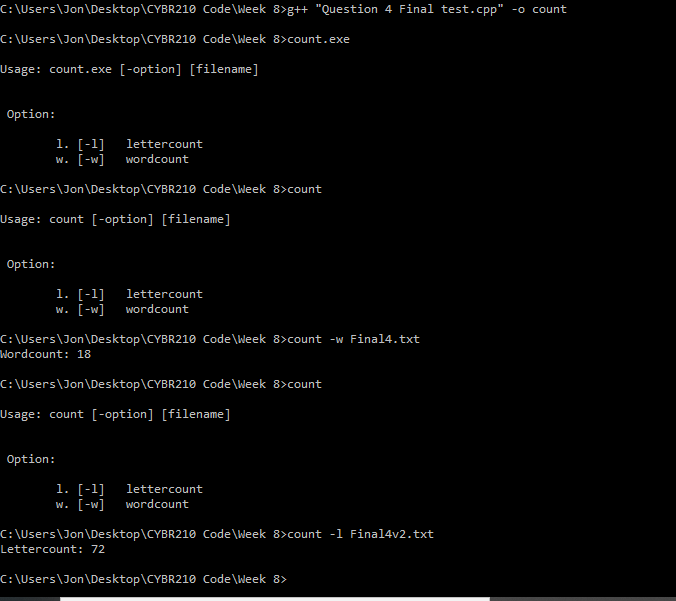 C:\Users\Jon\Desktop\CYBR210 Code\Week 8>g++ "Question 4 Final test.cpp" -o count
C:\Users\Jon\Desktop\CYBR210 Code\Week 8>count.exe
Usage: count.exe [-option] [filename]
Option:
l. [-l] lettercount
w. [-w] wordcount
C:\Users\Jon\Desktop\CYBR210 Code\Week 8>count
Usage: count [-option] [filename]
Option:
l. [-l] lettercount
w. [-w] wordcount
C:\Users\Jon\Desktop\CYBR210 Code\Week 8>count -w Final4.txt
Wordcount: 18
C:\Users\Jon\Desktop\CYBR210 Code\Week 8>count
Usage: count [-option] [filename]
Option:
l. [-l] lettercount
w. [-w] wordcount
C:\Users\Jon\Desktop\CYBR210 Code\Week 8>count -l Final4v2.txt
Lettercount: 72
C:\Users\Jon\Desktop\CYBR210 Code\Week 8>